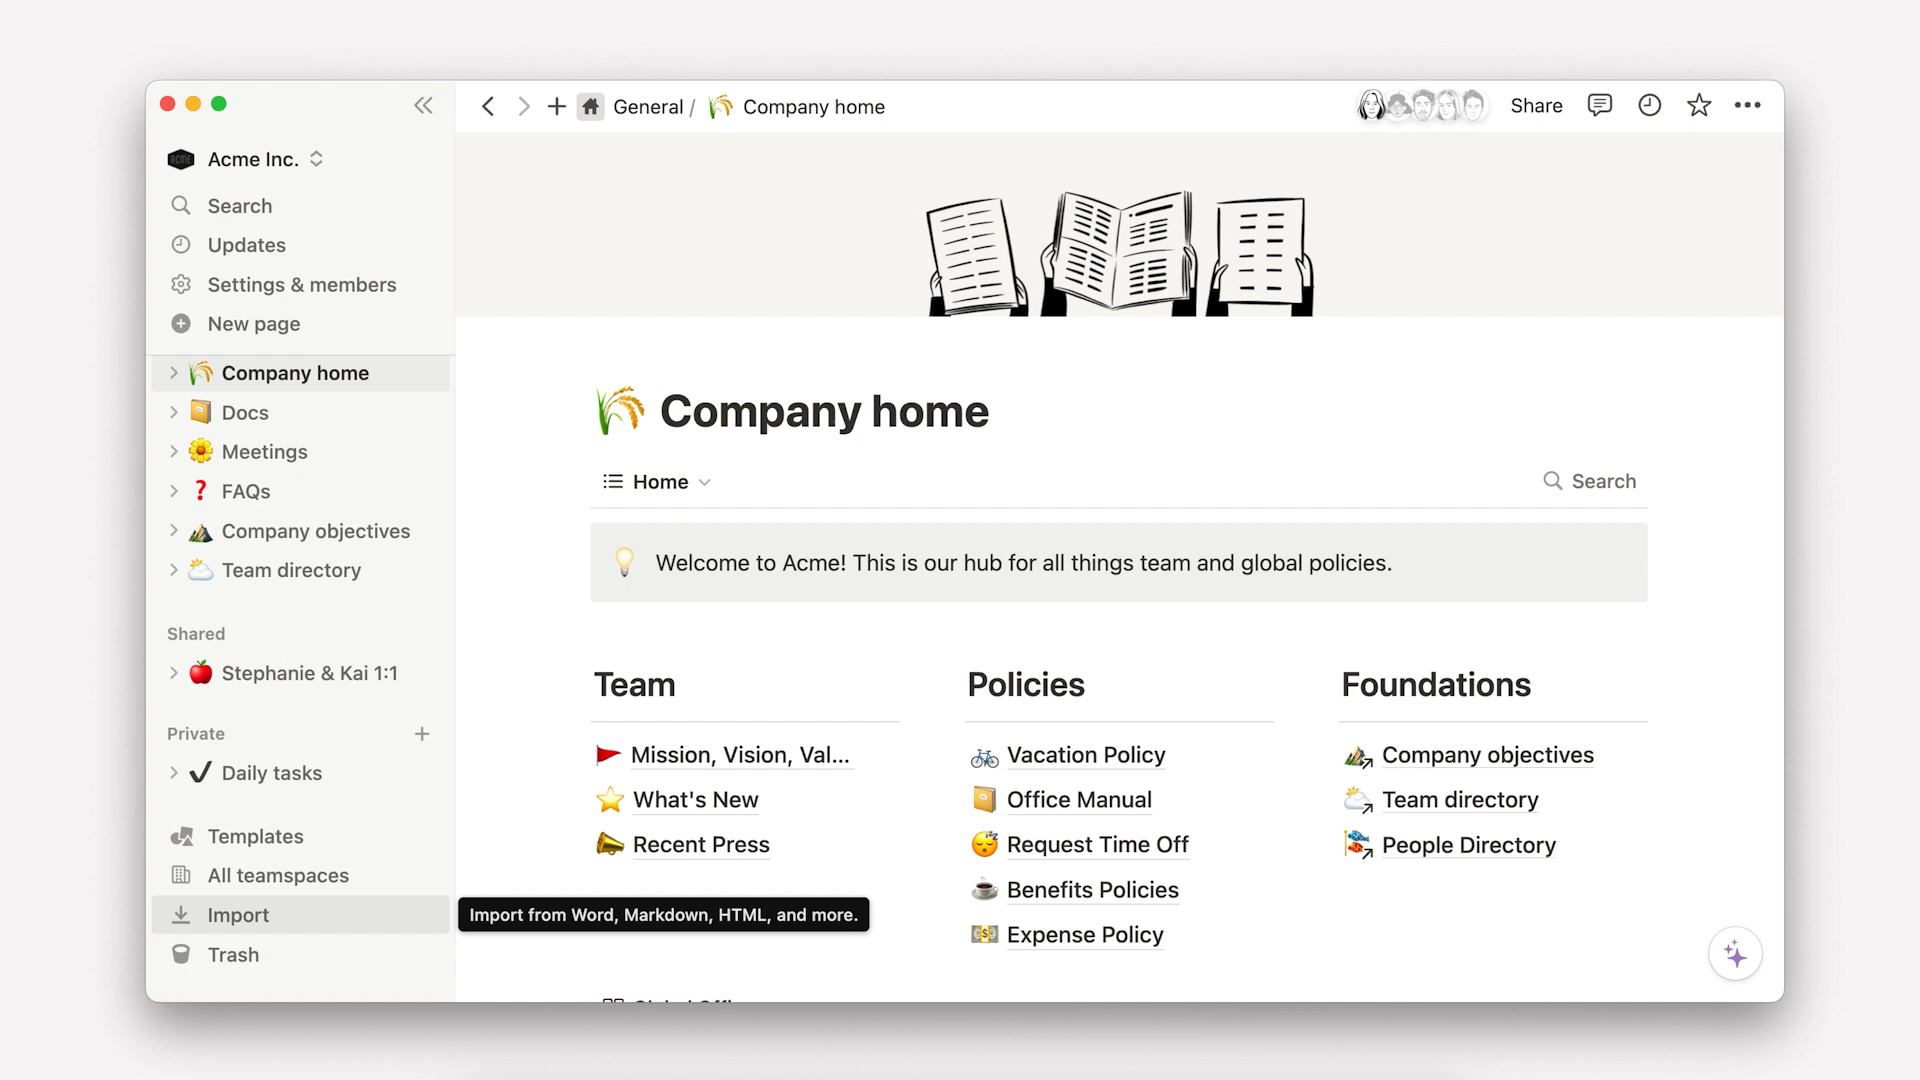 General / Company home
Share
Acme Inc.
Search
Updates
Settings & members
New page
Company home
Docs
Meetings
FAQs
Company objectives
Team directory
Shared
Stephanie & Kai 1:1
Private
Daily tasks
Templates
All teamspaces
Import
Trash
Import from Word, Markdown, HTML, and more.
Company home
Home
Search
Welcome to Acme! This is our hub for all things team and global policies.
Team
Mission, Vision, Val...
What's New
Recent Press
Policies
Vacation Policy
Office Manual
Request Time Off
Benefits Policies
Expense Policy
Foundations
Company objectives
Team directory
People Directory